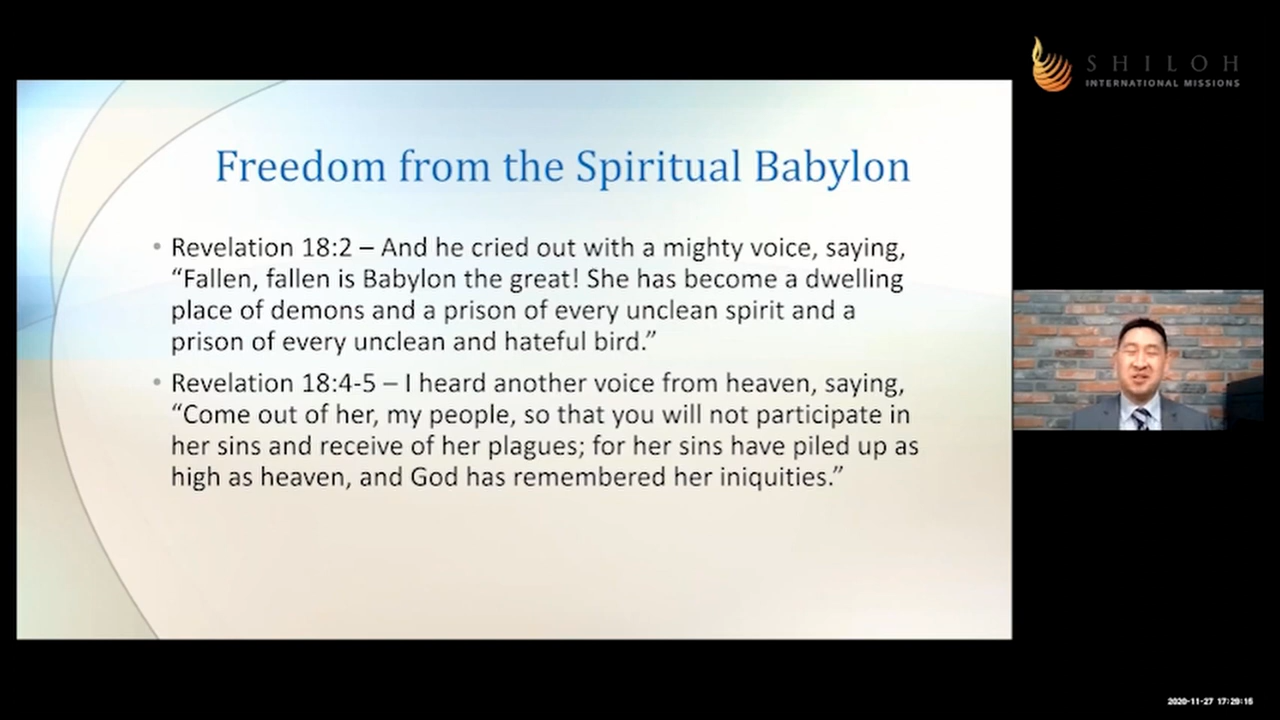 SHILOH
INTERNATIONAL MISSIONS
Freedom from the Spiritual Babylon
• Revelation 18:2 – And he cried out with a mighty voice, saying,
“Fallen, fallen is Babylon the great! She has become a dwelling
place of demons and a prison of every unclean spirit and a
prison of every unclean and hateful bird.”
• Revelation 18:4-5 – I heard another voice from heaven, saying,
“Come out of her, my people, so that you will not participate in
her sins and receive of her plagues; for her sins have piled up as
high as heaven, and God has remembered her iniquities.”
2020-11-27 17:29:15